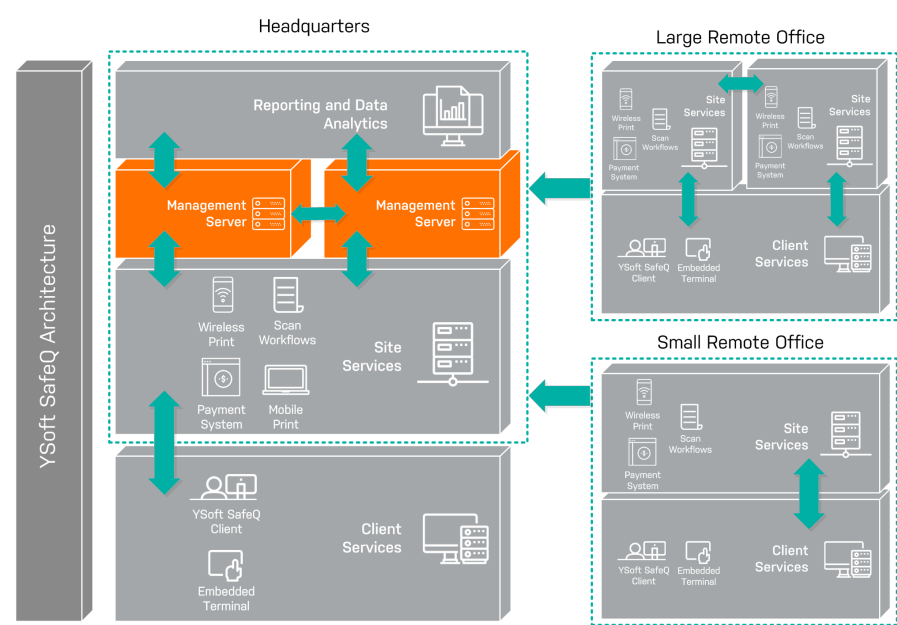 YSoft SafeQ Architecture
Headquarters
Reporting and Data
Analytics
Management
Server
Management
Server
Wireless
Print
Scan
Workflows
Payment
System
Mobile
Print
Site
Services
YSoft SafeQ
Client
Embedded
Terminal
Client
Services
Large Remote Office
Wireless
Print
Scan
Workflows
Payment
System
Site
Services
Wireless
Print
Scan
Workflows
Payment
System
Site
Services
YSoft SafeQ
Client
Embedded
Terminal
Client
Services
Small Remote Office
Wireless
Print
Scan
Workflows
Payment
System
Site
Services
YSoft SafeQ
Client
Embedded
Terminal
Client
Services